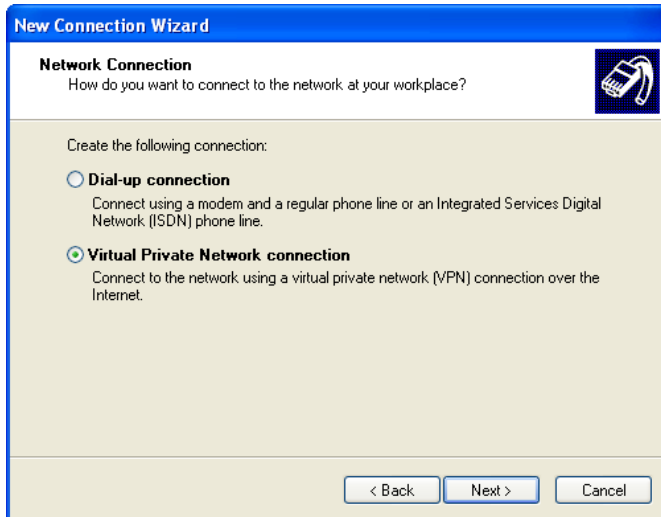 New Connection Wizard
Network Connection
How do you want to connect to the network at your workplace?
Create the following connection:
Dial-up connection
Connect using a modem and a regular phone line or an Integrated Services Digital
Network (ISDN) phone line.
Virtual Private Network connection
Connect to the network using a virtual private network (VPN) connection over the
Internet.
< Back
Next >
Cancel